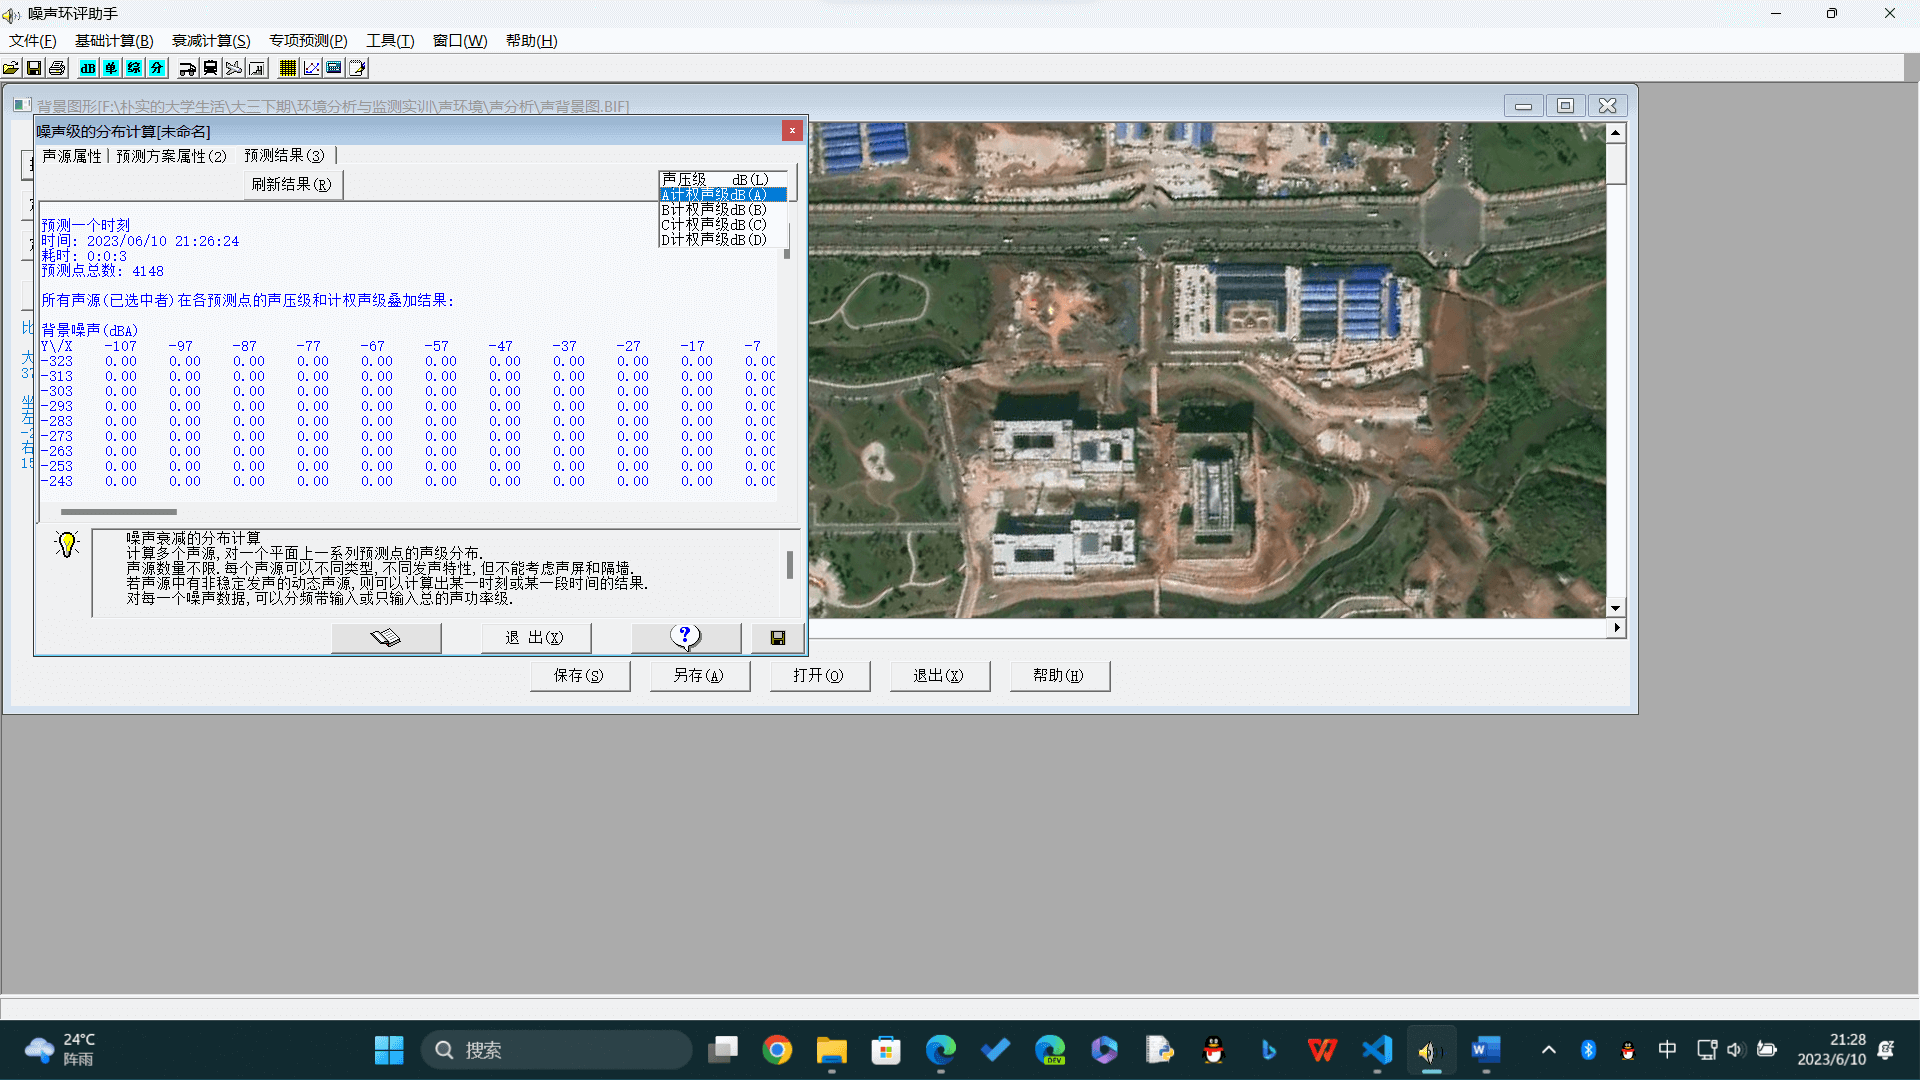 噪声环评助手
文件(F) 基础计算(B) 衰减计算(S) 专项预测(P) 工具(T) 窗口(W) 帮助(H)
dB 单 综 分
背景图形[F:\朴实的大学生活\大三下期\环境分析与监测实训\声环境\声分析\声背景图.BIF]
噪声级的分布计算[未命名]
声源属性 预测方案属性(2) 预测结果(3)
刷新结果(R)
声压级 dB(L)
A计权声级dB(A)
B计权声级dB(B)
C计权声级dB(C)
D计权声级dB(D)
预测一个时刻
时间: 2023/06/10 21:26:24
耗时: 0:0:3
预测点总数: 4148
所有声源(已选中者)在各预测点的声压级和计权声级叠加结果:
背景噪声(dBA)
Y\/X -107 -97 -87 -77 -67 -57 -47 -37 -27 -17 -7
-323 0.00 0.00 0.00 0.00 0.00 0.00 0.00 0.00 0.00 0.00 0.00
-313 0.00 0.00 0.00 0.00 0.00 0.00 0.00 0.00 0.00 0.00 0.00
-303 0.00 0.00 0.00 0.00 0.00 0.00 0.00 0.00 0.00 0.00 0.00
-293 0.00 0.00 0.00 0.00 0.00 0.00 0.00 0.00 0.00 0.00 0.00
-283 0.00 0.00 0.00 0.00 0.00 0.00 0.00 0.00 0.00 0.00 0.00
-273 0.00 0.00 0.00 0.00 0.00 0.00 0.00 0.00 0.00 0.00 0.00
-263 0.00 0.00 0.00 0.00 0.00 0.00 0.00 0.00 0.00 0.00 0.00
-253 0.00 0.00 0.00 0.00 0.00 0.00 0.00 0.00 0.00 0.00 0.00
-243 0.00 0.00 0.00 0.00 0.00 0.00 0.00 0.00 0.00 0.00 0.00
比
大
37
坐
左
右
15
噪声衰减的分布计算
计算多个声源,对一个平面上一系列预测点的声级分布.
声源数量不限.每个声源可以不同类型,不同发声特性,但不能考虑声屏和隔墙.
若声源中有非稳定发声的动态声源,则可以计算出某一时刻或某一段时间的结果.
对每一个噪声数据,可以分频带输入或只输入总的声功率级.
退 出(X)
保存(S) 另存(A) 打开(O) 退出(X) 帮助(H)
24°C
阵雨
搜索
DEV
中
21:28
2023/6/10